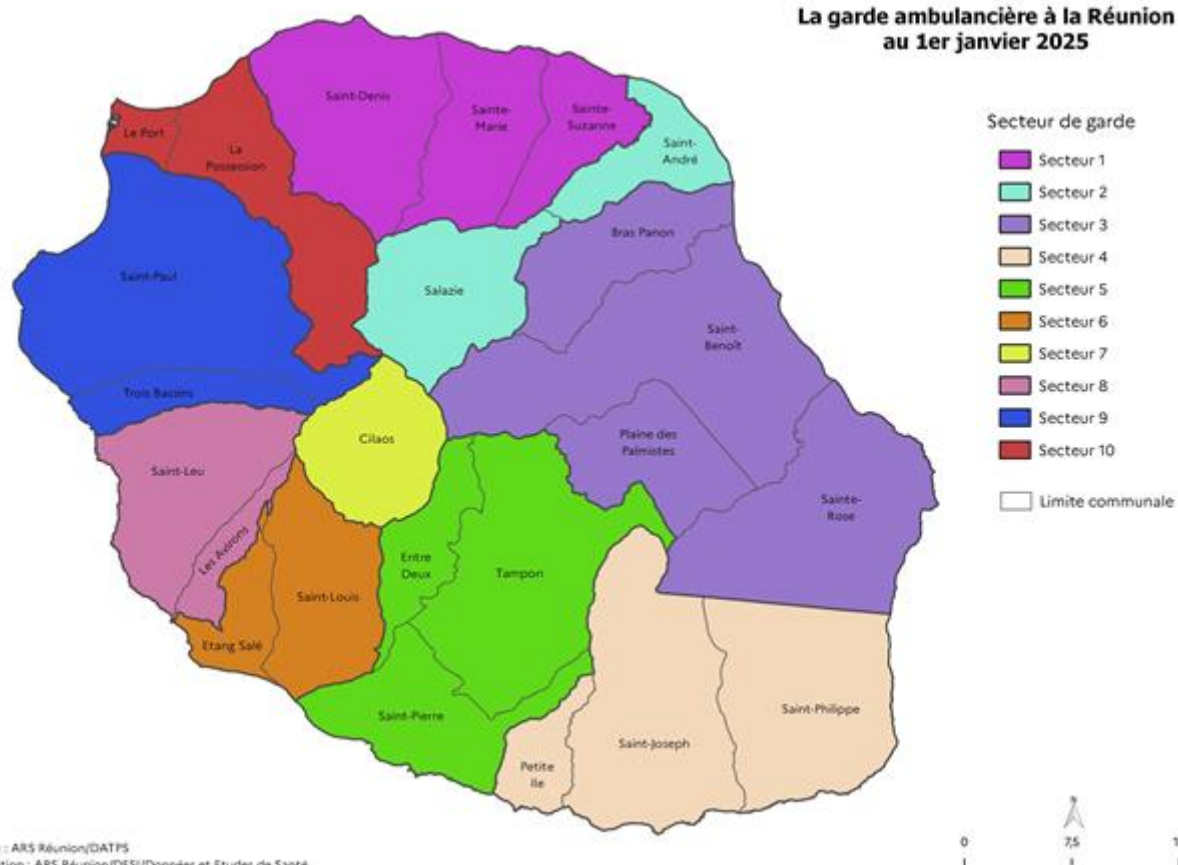 La garde ambulancière à la Réunion
au 1er janvier 2025
Secteur de garde
Secteur 1
Secteur 2
Secteur 3
Secteur 4
Secteur 5
Secteur 6
Secteur 7
Secteur 8
Secteur 9
Secteur 10
Limite communale
Saint-Denis
Sainte-
Marie
Sainte-
Suzanne
Saint-
André
Le Port
La
Possession
Bras Panon
Saint-Paul
Salazie
Saint-
Benoît
Trois Bassins
Cilaos
Plaine des
Palmistes
Saint-Leu
Sainte-
Rose
Les Avirons
Entre
Deux
Tampon
Saint-Louis
Etang Salé
Saint-Pierre
Saint-Philippe
Saint-Joseph
Petite
Ile
: ARS Réunion/DATPS
N
0
7,5